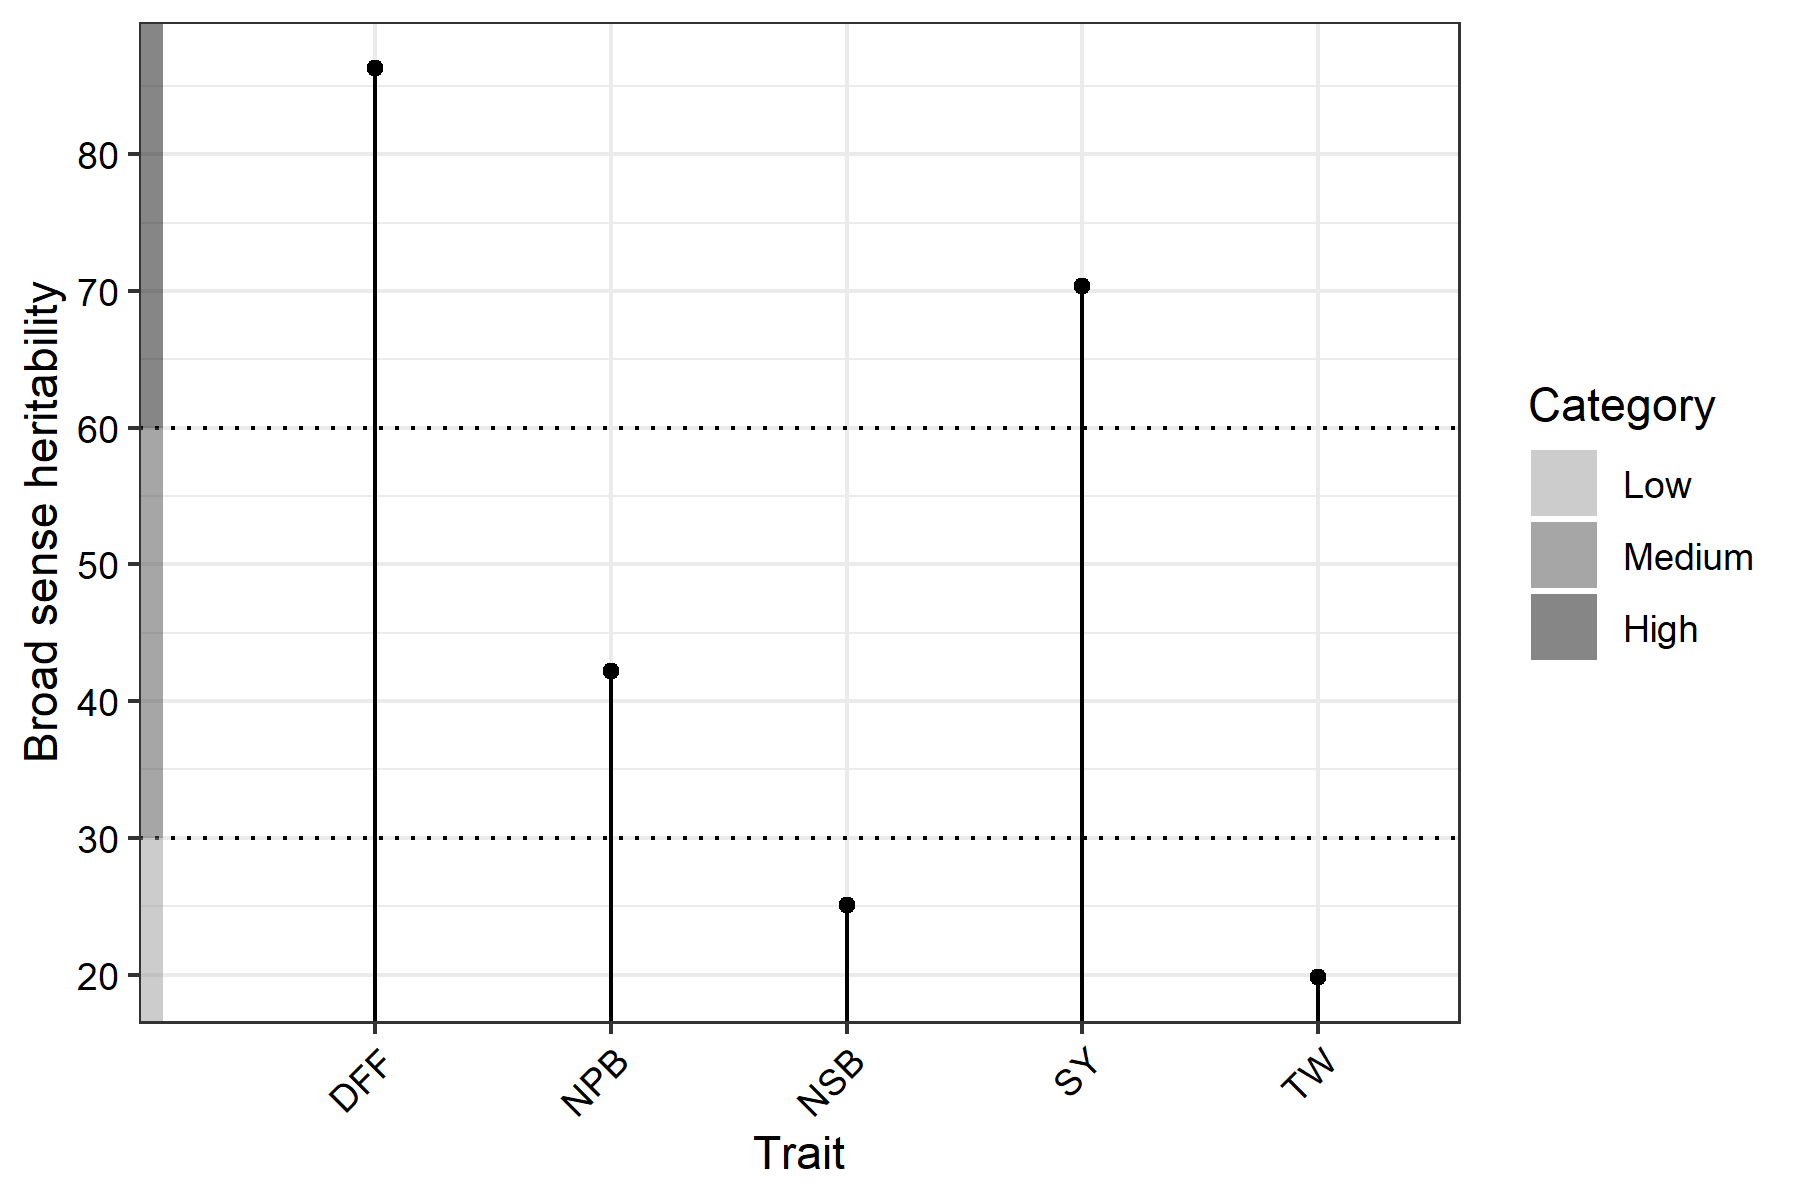 Broad sense heritability
80
70
60
50
40
30
20
DFF
NPB
NSB
SY
TW
Trait
Category
Low
Medium
High